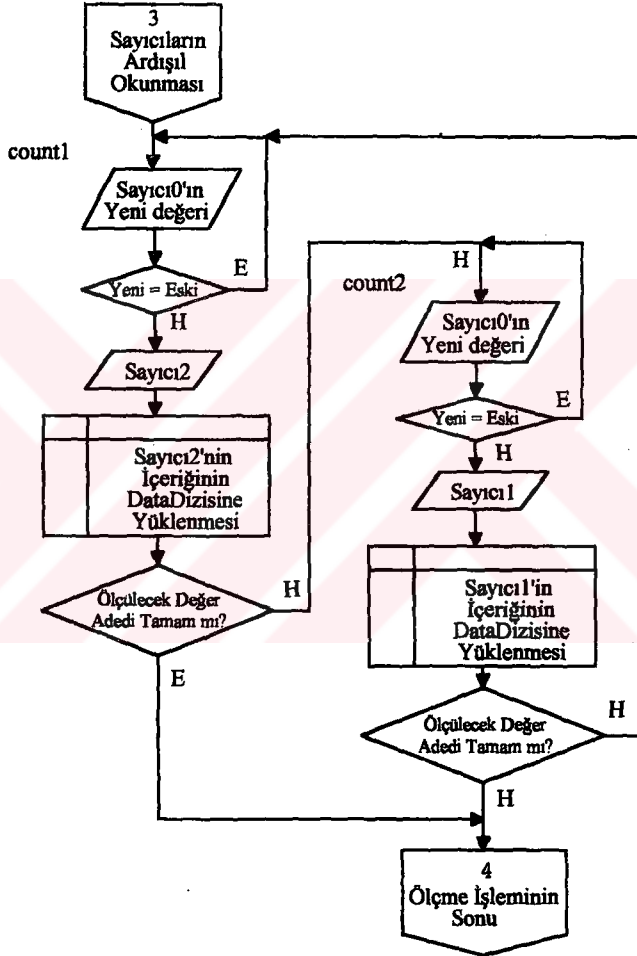 3
Sayıcıların
Ardışıl
Okunması
count1
Sayıcı0'ın
Yeni değeri
Yeni = Eski
E
H
Sayıcı2
Sayıcı2'nin
İçeriğinin
DataDizisine
Yüklenmesi
Ölçülecek Değer
Adedi Tamam mı?
H
E
H
count2
Sayıcı0'ın
Yeni değeri
Yeni = Eski
E
H
Sayıcı1
Sayıcı1'in
İçeriğinin
DataDizisine
Yüklenmesi
Ölçülecek Değer
Adedi Tamam mı?
H
H
4
Ölçme İşleminin
Sonu